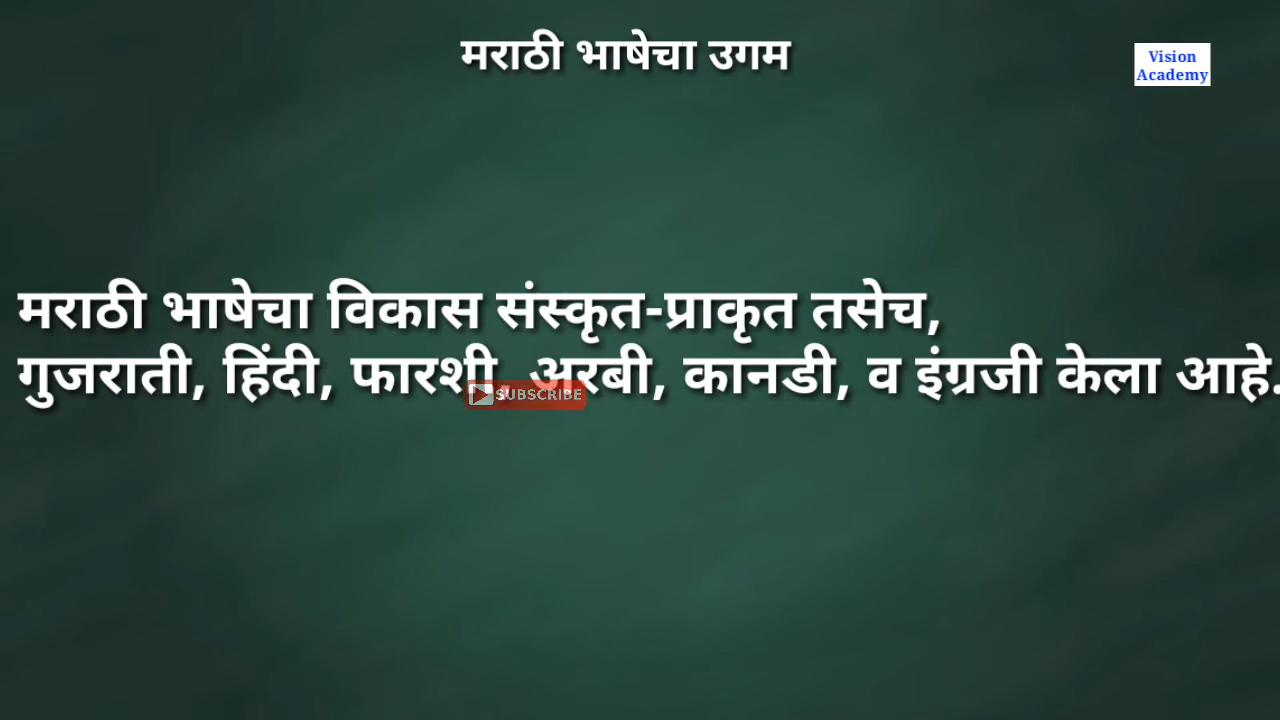 मराठी भाषेचा उगम
Vision
Academy
मराठी भाषेचा विकास संस्कृत-प्राकृत तसेच,
गुजराती, हिंदी, फारशी, अरबी, कानडी, व इंग्रजी केला आहे.
SUBSCRIBE